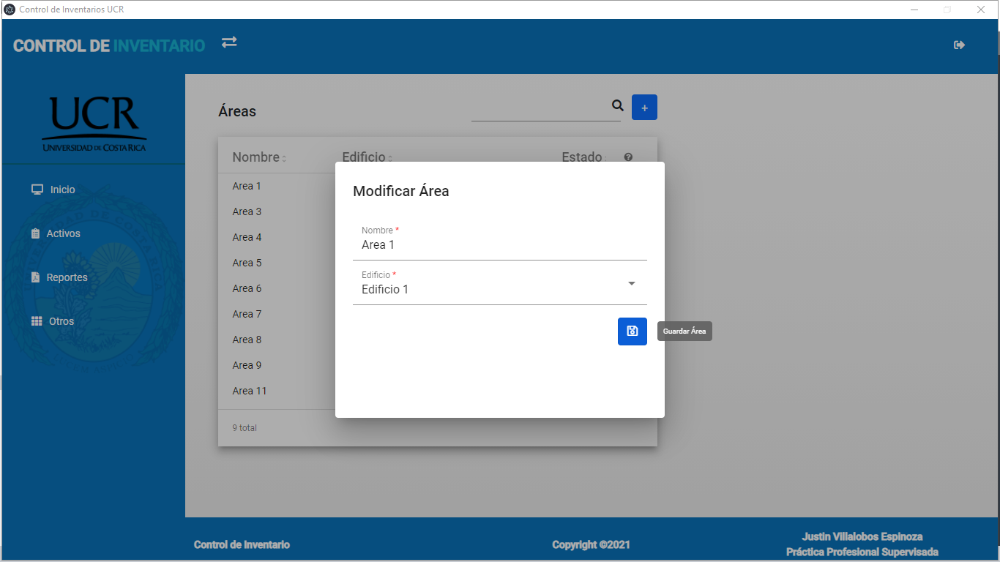 Control de Inventarios UCR
CONTROL DE INVENTARIO
UCR
UNIVERSIDAD DE COSTA RICA
Inicio
Activos
Reportes
Otros
Áreas
+
Nombre
Edificio
Estado
Area 1
Area 3
Area 4
Area 5
Area 6
Area 7
Area 8
Area 9
Area 11
9 total
Modificar Área
Nombre *
Area 1
Edificio *
Edificio 1
Guardar Área
Control de Inventario
Copyright ©2021
Justin Villalobos Espinoza
Práctica Profesional Supervisada